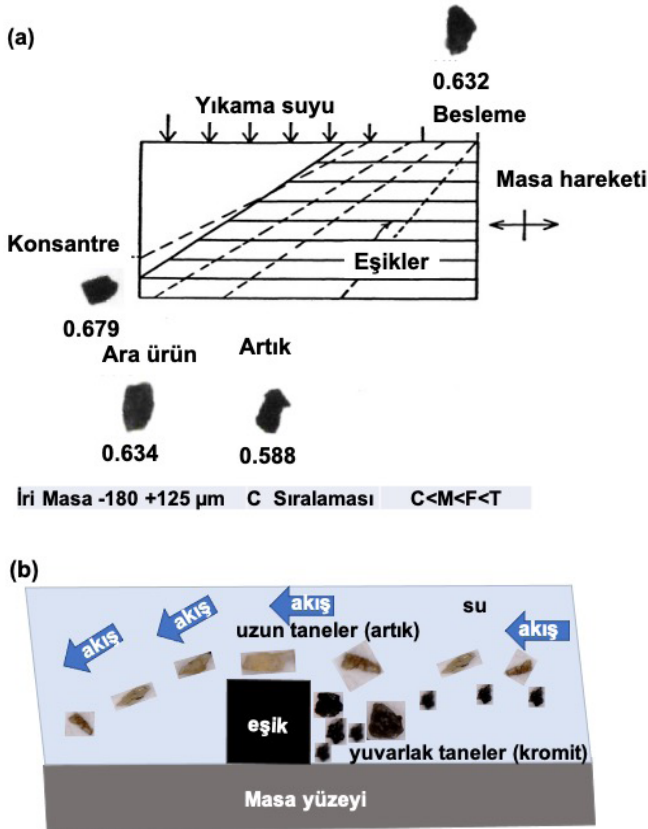 (a)
0.632
Yıkama suyu
Besleme
Masa hareketi
Konsantre
Eşikler
0.679
Ara ürün
Artık
0.634
0.588
İri Masa -180 +125 µm C Sıralaması C<M<F<T
(b)
akış
akış
akış
su
uzun taneler (artık)
akış
akış
eşik
yuvarlak taneler (kromit)
Masa yüzeyi